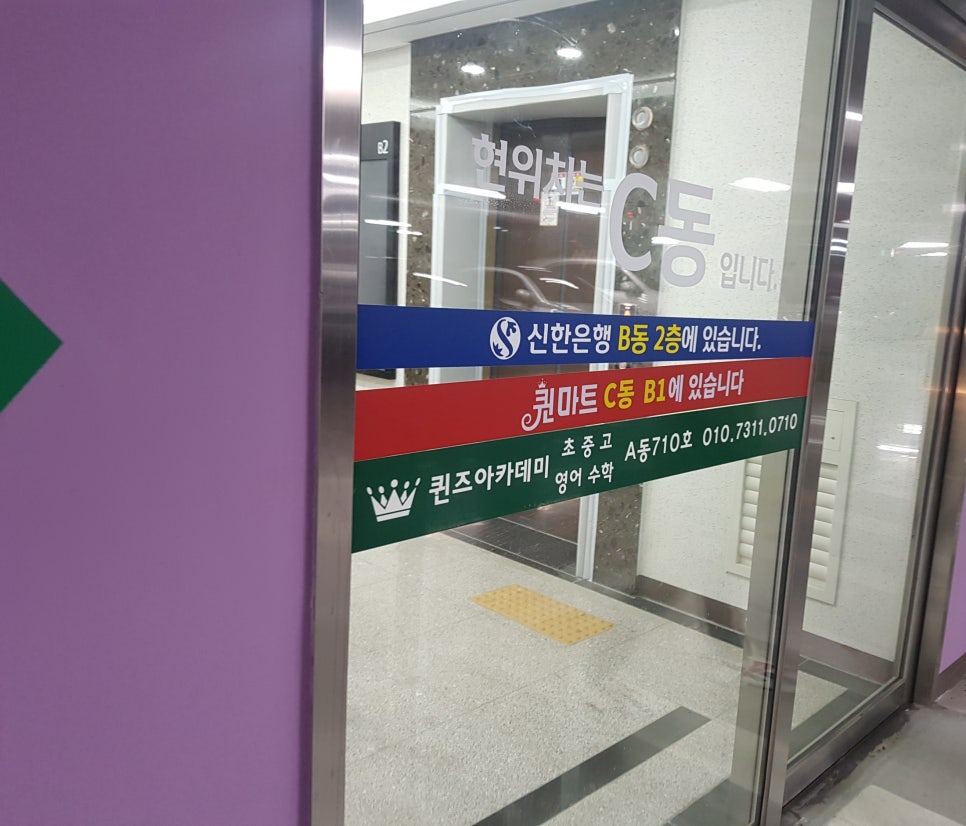 B2
현위치는 C동 입니다.
신한은행 B동 2층에 있습니다.
퀸마트 C동 B1에 있습니다
퀸즈아카데미 초중고 영어 수학 A동710호 010.7311.0710